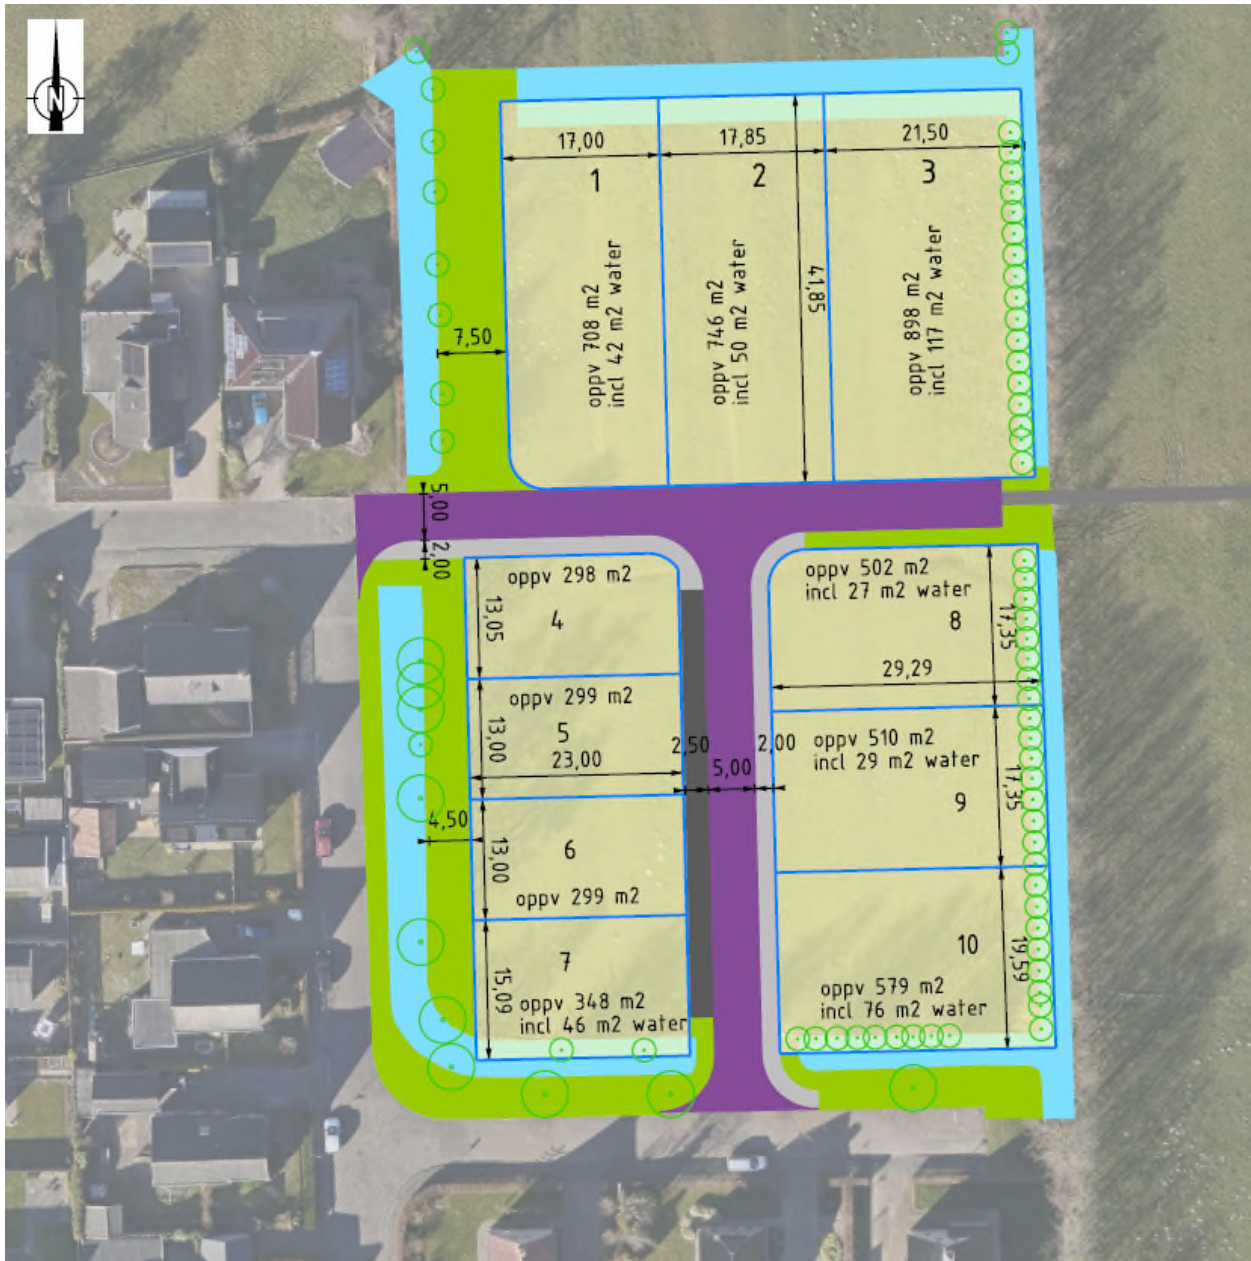 N
17,00
17,85
21,50
1
2
3
oppv 708 m2
incl 42 m2 water
oppv 746 m2
incl 50 m2 water
41,85
oppv 898 m2
incl 117 m2 water
7,50
5,00
2,00
oppv 298 m2
4
13,05
oppv 502 m2
incl 27 m2 water
8
17,35
29,29
oppv 299 m2
5
13,00
23,00
2,50
5,00
2,00
oppv 510 m2
incl 29 m2 water
9
17,35
4,50
6
13,00
oppv 299 m2
7
15,09
oppv 348 m2
incl 46 m2 water
10
19,59
oppv 579 m2
incl 76 m2 water